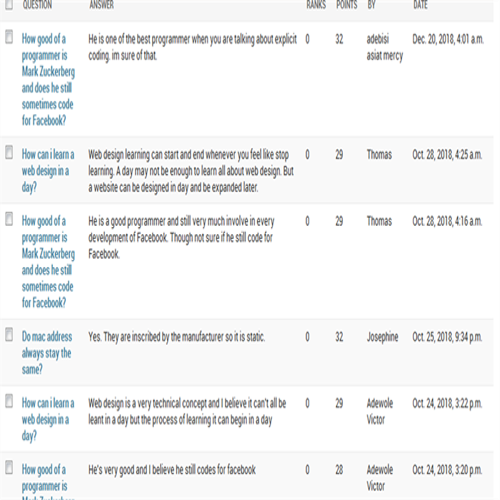 QUESTION ANSWER RANKS POINTS BY DATE
How good of a He is one of the best programmer when you are talking about explicit 0 32 adebisi Dec. 20, 2018, 4:01 a.m.
programmer is coding. im sure of that. asiat mercy
Mark Zuckerberg
and does he still
sometimes code
for Facebook?
How can i learn a Web design learning can start and end whenever you feel like stop 0 29 Thomas Oct. 28, 2018, 4:25 a.m.
web design in a learning. A day may not be enough to learn all about web design. But
day? a website can be designed in day and be expanded later.
How good of a He is a good programmer and still very much involve in every 0 29 Thomas Oct. 28, 2018, 4:16 a.m.
programmer is development of Facebook. Though not sure if he still code for
Mark Zuckerberg Facebook.
and does he still
sometimes code
for Facebook?
Do mac address Yes. They are inscribed by the manufacturer so it is static. 0 32 Josephine Oct. 25, 2018, 9:34 p.m.
always stay the
same?
How can i learn a Web design is a very technical concept and I believe it can't all be 0 29 Adewole Oct. 24, 2018, 3:22 p.m.
web design in a leant in a day but the process of learning it can begin in a day Victor
day?
How good of a He's very good and I believe he still codes for facebook 0 28 Adewole Oct. 24, 2018, 3:20 p.m.
programmer is Victor
Mark Zuckerberg